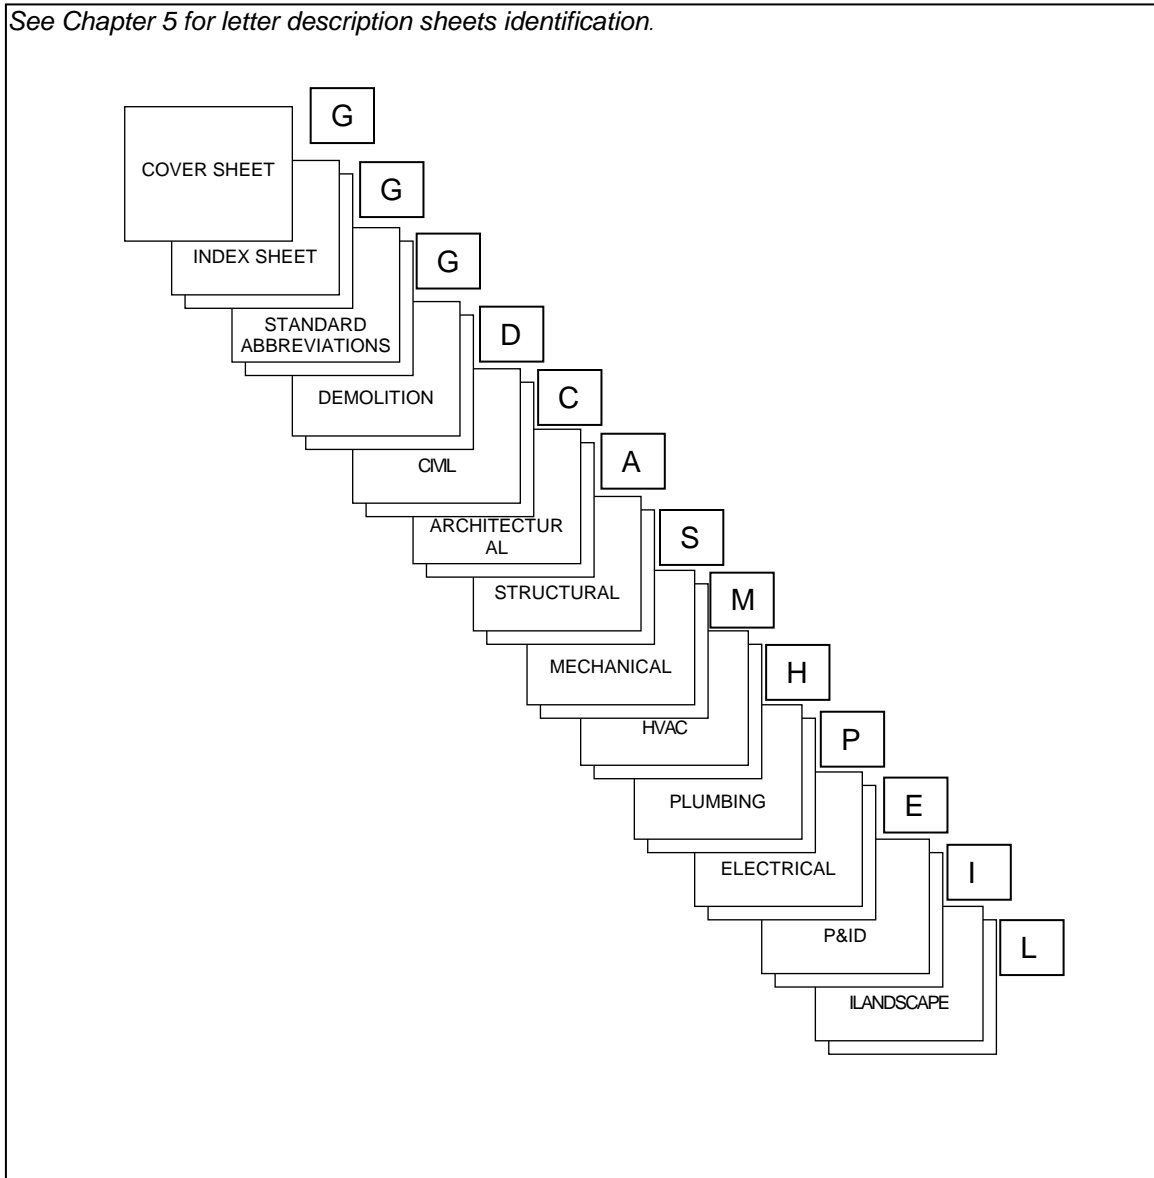 See Chapter 5 for letter description sheets identification.
G
COVER SHEET
G
INDEX SHEET
G
STANDARD
ABBREVIATIONS
D
DEMOLITION
C
CIVIL
A
ARCHITECTUR
AL
S
STRUCTURAL
M
MECHANICAL
H
HVAC
P
PLUMBING
E
ELECTRICAL
I
P&ID
L
ILANDSCAPE